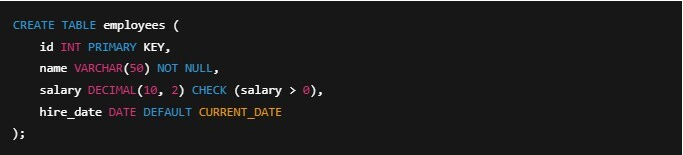 CREATE TABLE employees (
    id INT PRIMARY KEY,
    name VARCHAR(50) NOT NULL,
    salary DECIMAL(10, 2) CHECK (salary > 0),
    hire_date DATE DEFAULT CURRENT_DATE
);